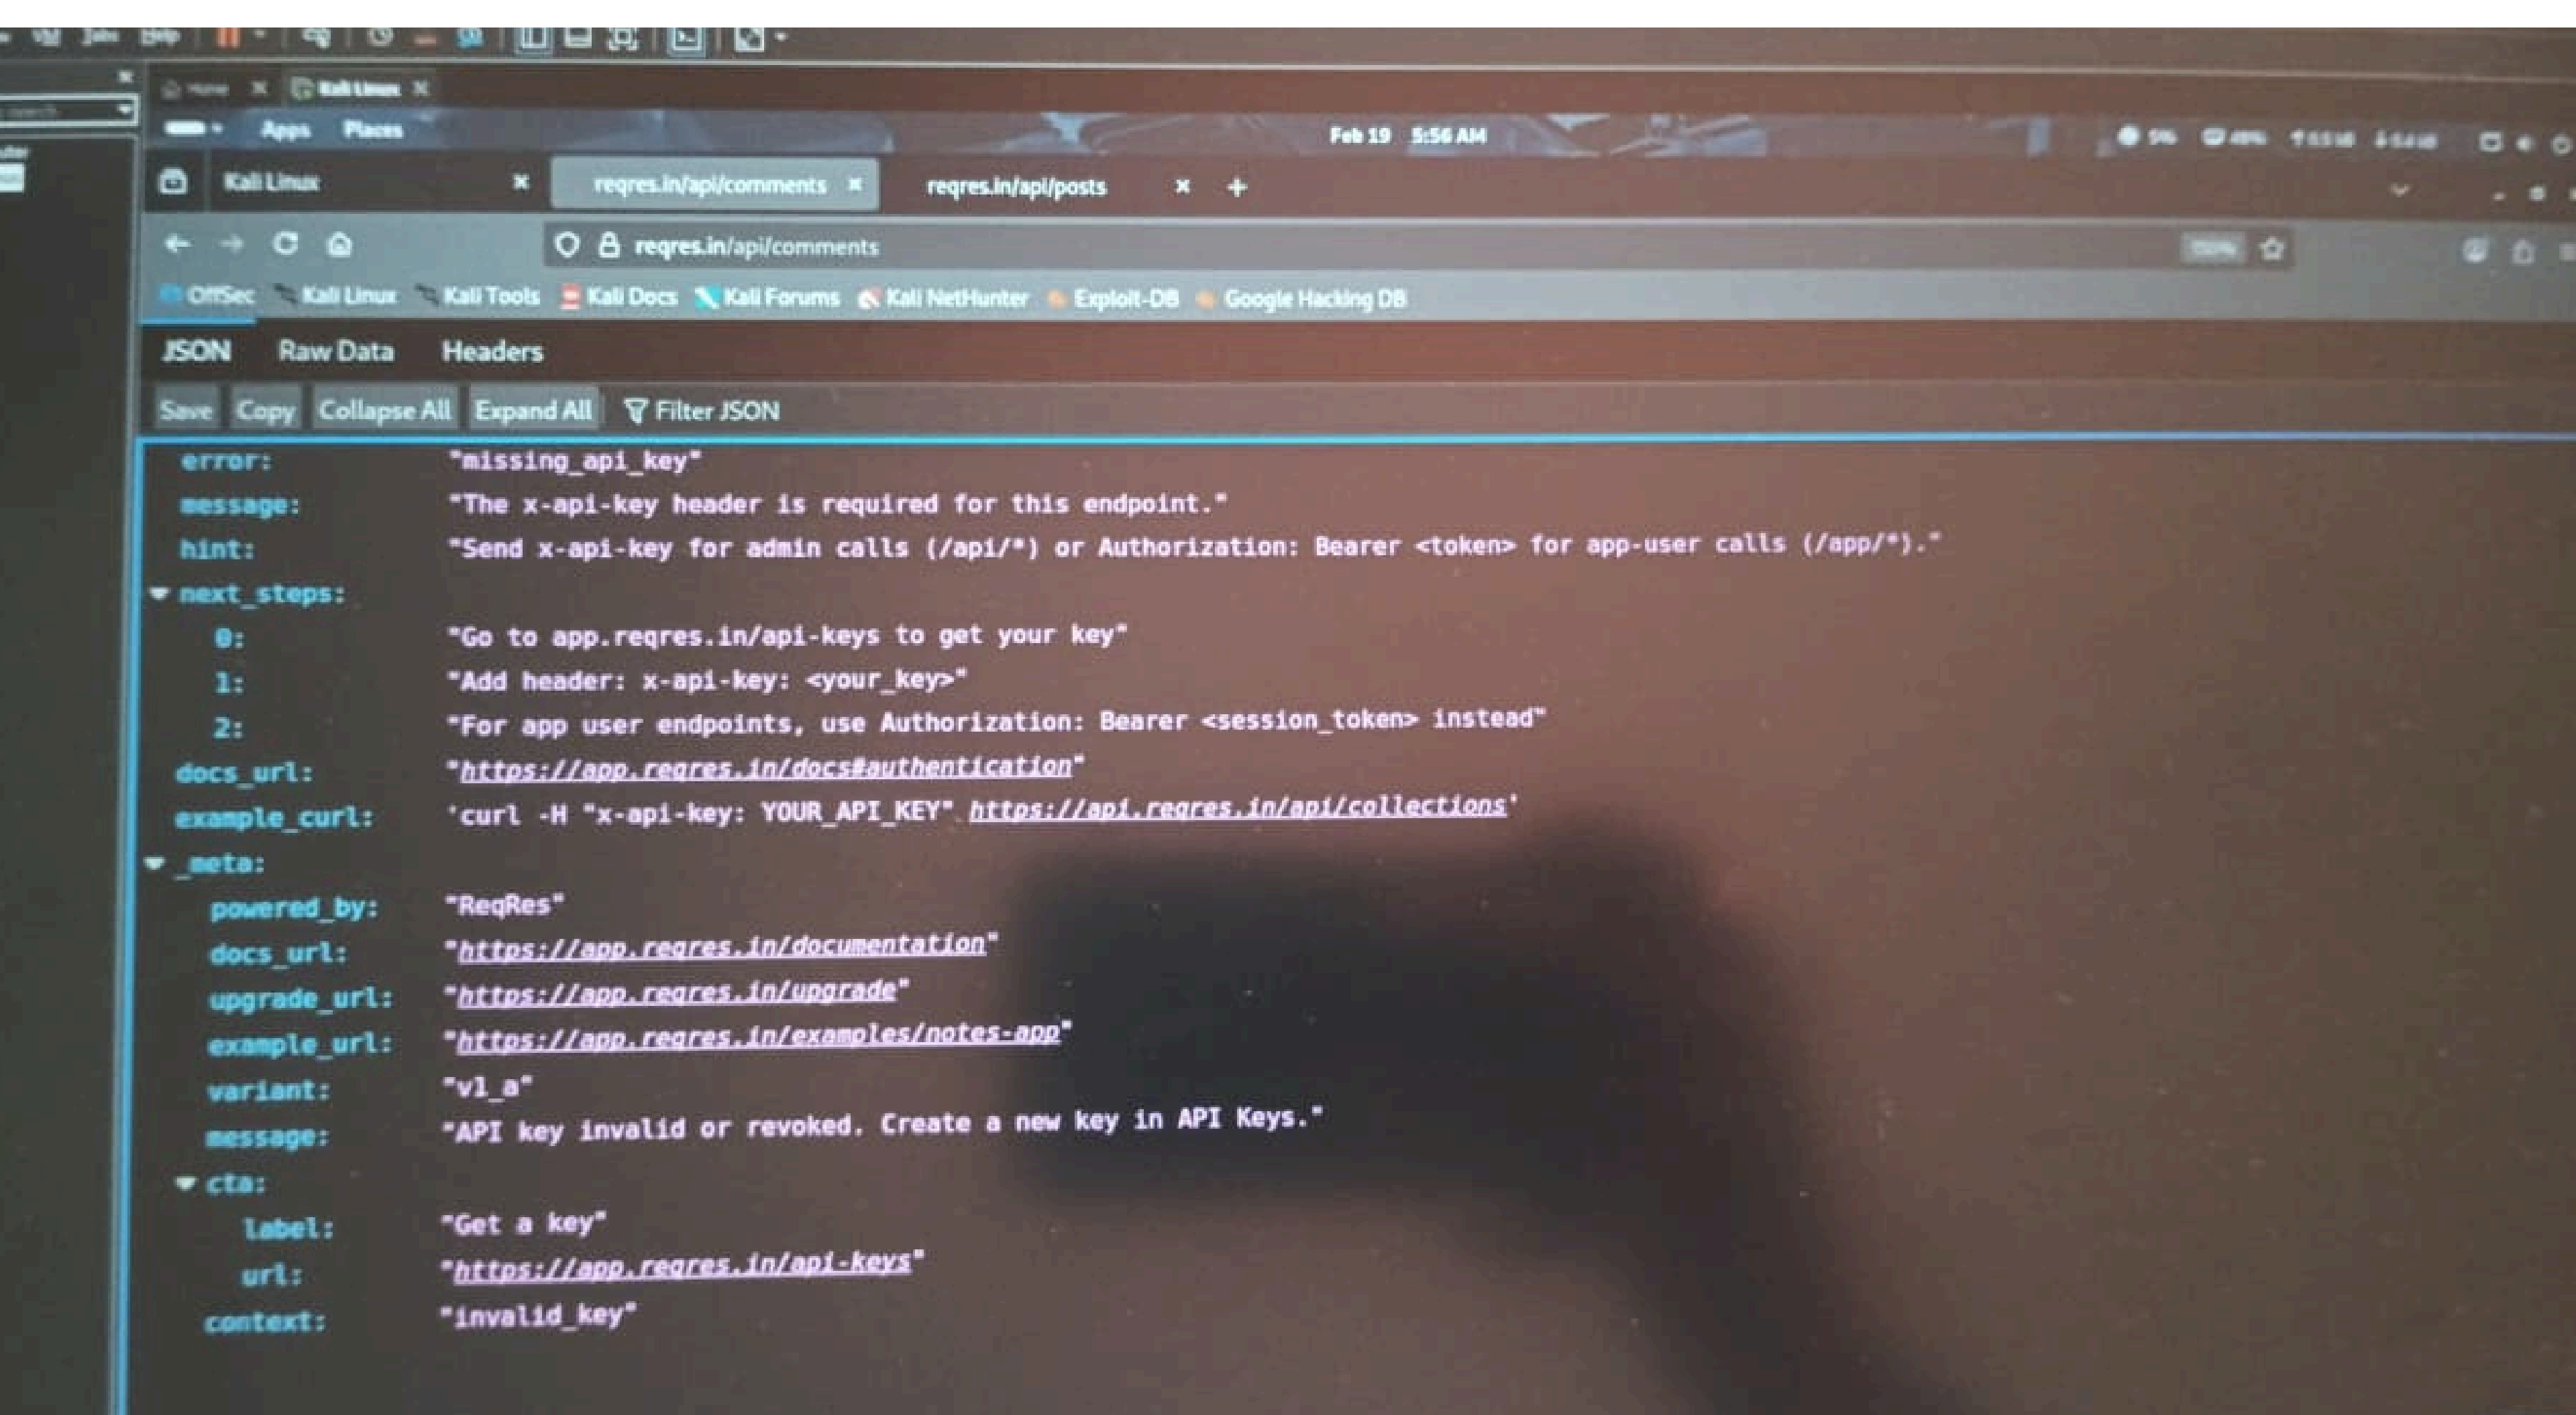 Tabs Help
Home Kali Linux
Apps Places Feb 19 5:56 AM 5%
Kali Linux reqres.in/api/comments reqres.in/api/posts
reqres.in/api/comments
OffSec Kali Linux Kali Tools Kali Docs Kali Forums Kali NetHunter Exploit-DB Google Hacking DB
JSON Raw Data Headers
Save Copy Collapse All Expand All Filter JSON
error: "missing_api_key"
message: "The x-api-key header is required for this endpoint."
hint: "Send x-api-key for admin calls (/api/*) or Authorization: Bearer <token> for app-user calls (/app/*)."
next_steps:
0: "Go to app.reqres.in/api-keys to get your key"
1: "Add header: x-api-key: <your_key>"
2: "For app user endpoints, use Authorization: Bearer <session_token> instead"
docs_url: "https://app.reqres.in/docs#authentication"
example_curl: 'curl -H "x-api-key: YOUR_API_KEY" https://api.reqres.in/api/collections'
_meta:
powered_by: "ReqRes"
docs_url: "https://app.reqres.in/documentation"
upgrade_url: "https://app.reqres.in/upgrade"
example_url: "https://app.reqres.in/examples/notes-app"
variant: "v1_a"
message: "API key invalid or revoked. Create a new key in API Keys."
cta:
label: "Get a key"
url: "https://app.reqres.in/api-keys"
context: "invalid_key"